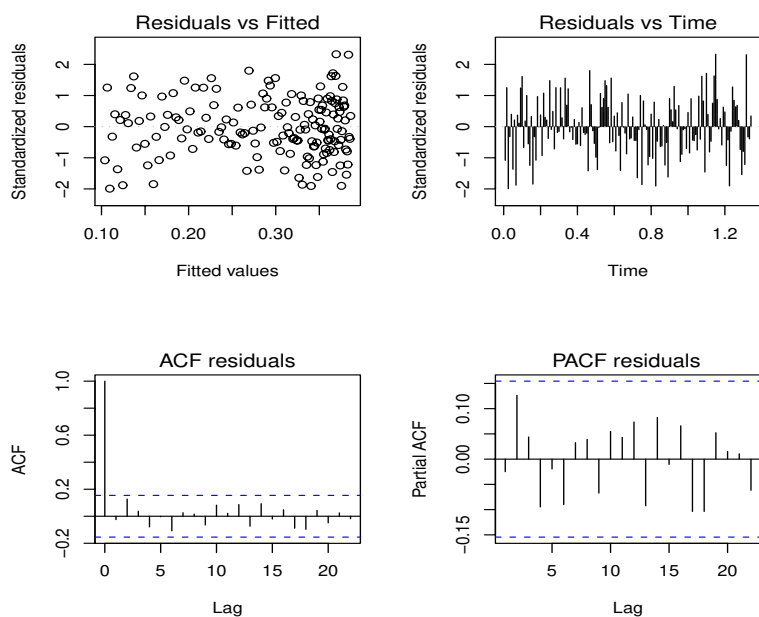 Residuals vs Fitted
Standardized residuals
2
1
0
-1
-2
0.10
0.20
0.30
Fitted values
Residuals vs Time
Standardized residuals
2
1
0
-1
-2
0.0
0.4
0.8
1.2
Time
ACF residuals
ACF
1.0
0.6
0.2
-0.2
0
5
10
15
20
Lag
PACF residuals
Partial ACF
0.10
0.00
-0.15
5
10
15
20
Lag